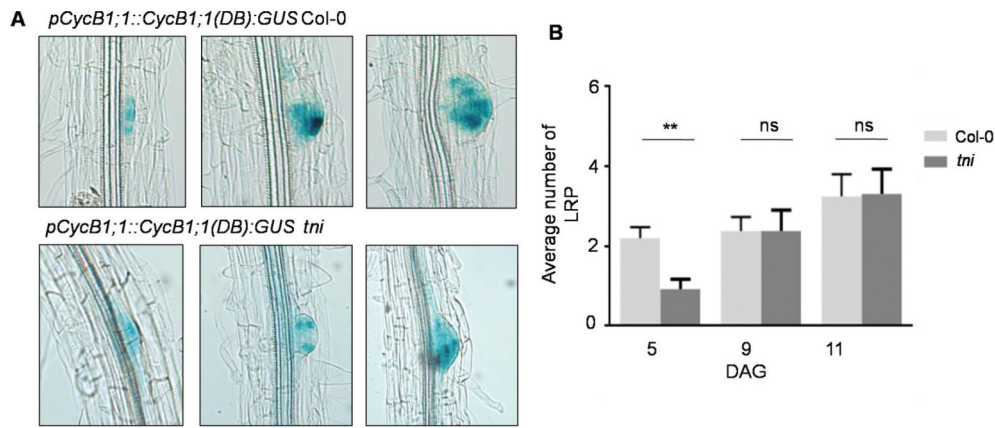 A
pCycB1;1::CycB1;1(DB):GUS Col-0
pCycB1;1::CycB1;1(DB):GUS tni
B
6
4
2
0
Average number of
LRP
**
ns
ns
Col-0
tni
5 9 11
DAG